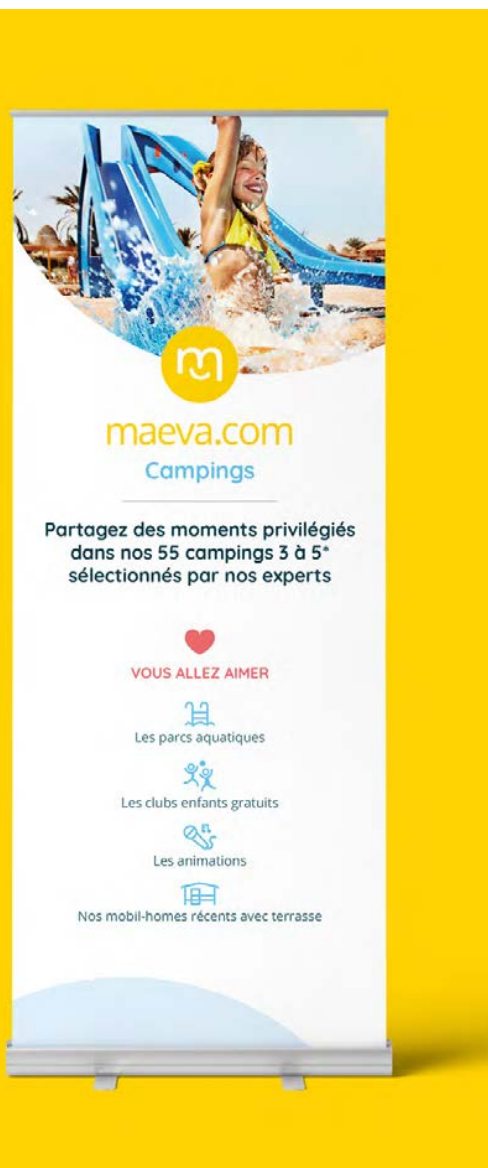 m
maeva.com
Campings
Partagez des moments privilégiés
dans nos 55 campings 3 à 5*
sélectionnés par nos experts
VOUS ALLEZ AIMER
Les parcs aquatiques
Les clubs enfants gratuits
Les animations
Nos mobil-homes récents avec terrasse